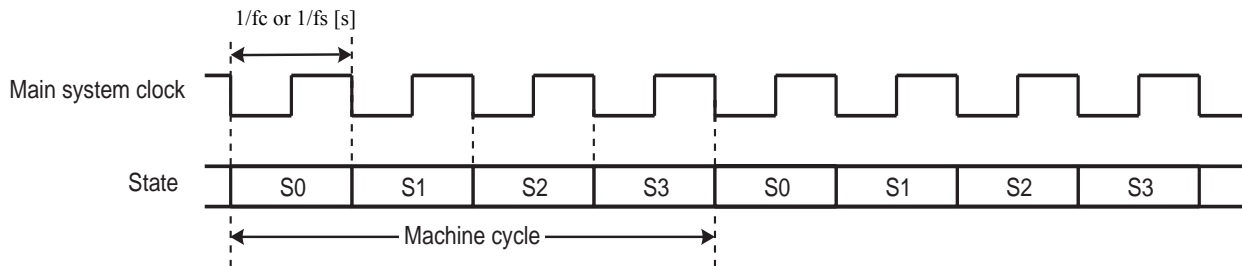 1/fc or 1/fs [s]
Main system clock
State S0 S1 S2 S3 S0 S1 S2 S3
Machine cycle